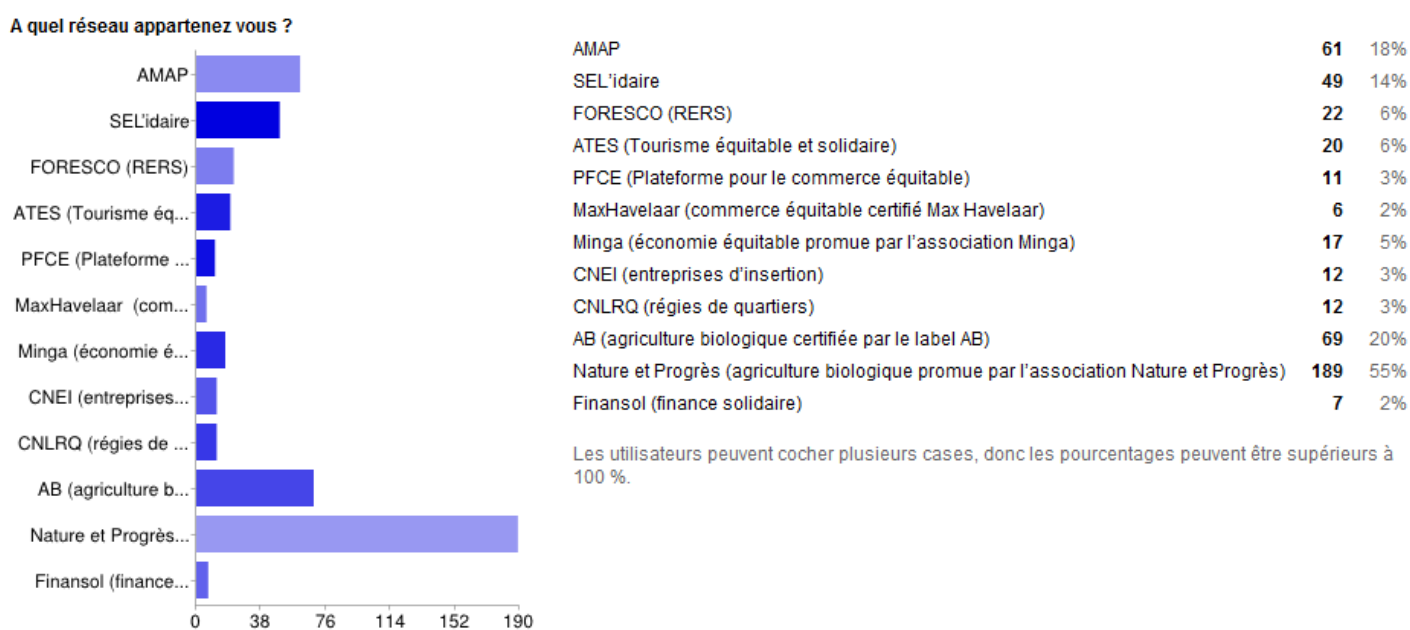 A quel réseau appartenez vous ?
AMAP
SEL'idaire
FORESCO (RERS)
ATES (Tourisme éq...
PFCE (Plateforme ...
MaxHavelaar (com...
Minga (économie é...
CNEI (entreprises...
CNLRQ (régies de ...
AB (agriculture b...
Nature et Progrès...
Finansol (finance...
0 38 76 114 152 190
AMAP 61 18%
SEL'idaire 49 14%
FORESCO (RERS) 22 6%
ATES (Tourisme équitable et solidaire) 20 6%
PFCE (Plateforme pour le commerce équitable) 11 3%
MaxHavelaar (commerce équitable certifié Max Havelaar) 6 2%
Minga (économie équitable promue par l'association Minga) 17 5%
CNEI (entreprises d'insertion) 12 3%
CNLRQ (régies de quartiers) 12 3%
AB (agriculture biologique certifiée par le label AB) 69 20%
Nature et Progrès (agriculture biologique promue par l'association Nature et Progrès) 189 55%
Finansol (finance solidaire) 7 2%
Les utilisateurs peuvent cocher plusieurs cases, donc les pourcentages peuvent être supérieurs à
100 %.